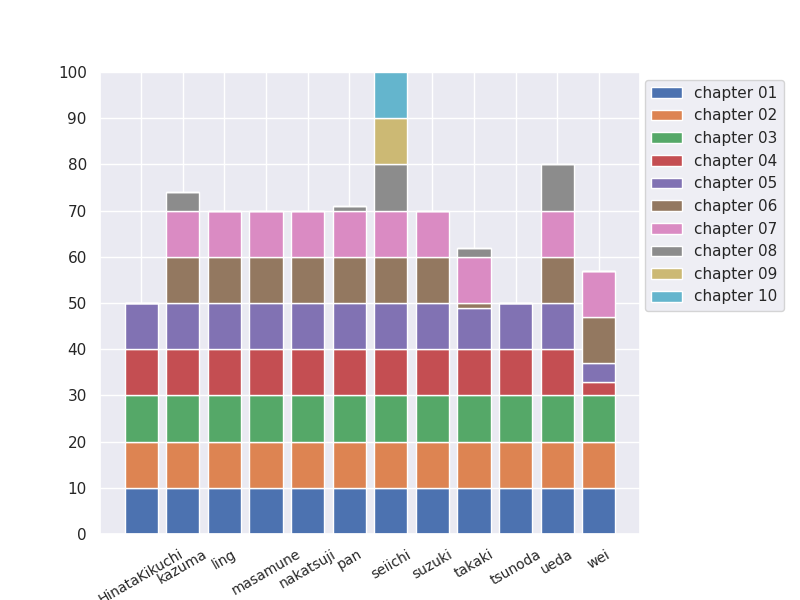 100
90
80
70
60
50
40
30
20
10
0
HinataKikuchi
kazuma
ling
masamune
nakatsuji
pan
seiichi
suzuki
takaki
tsunoda
ueda
wei
chapter 01
chapter 02
chapter 03
chapter 04
chapter 05
chapter 06
chapter 07
chapter 08
chapter 09
chapter 10